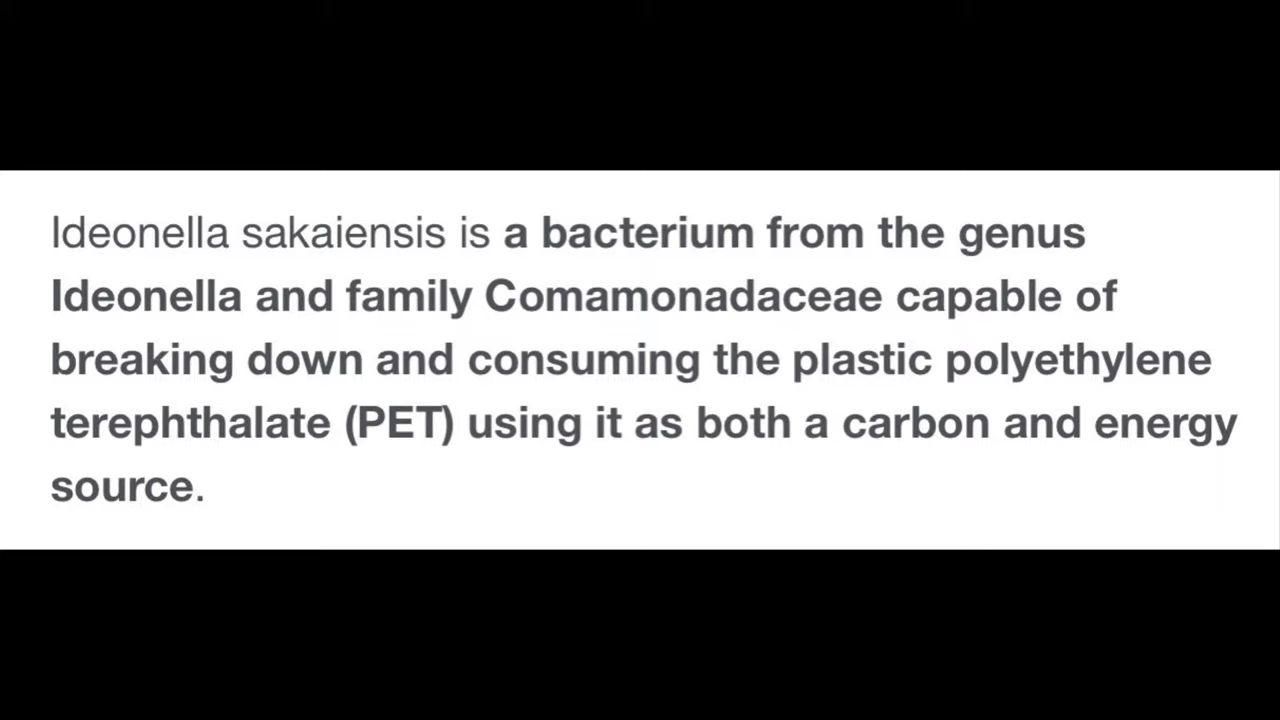 Ideonella sakaiensis is a bacterium from the genus
Ideonella and family Comamonadaceae capable of
breaking down and consuming the plastic polyethylene
terephthalate (PET) using it as both a carbon and energy
source.